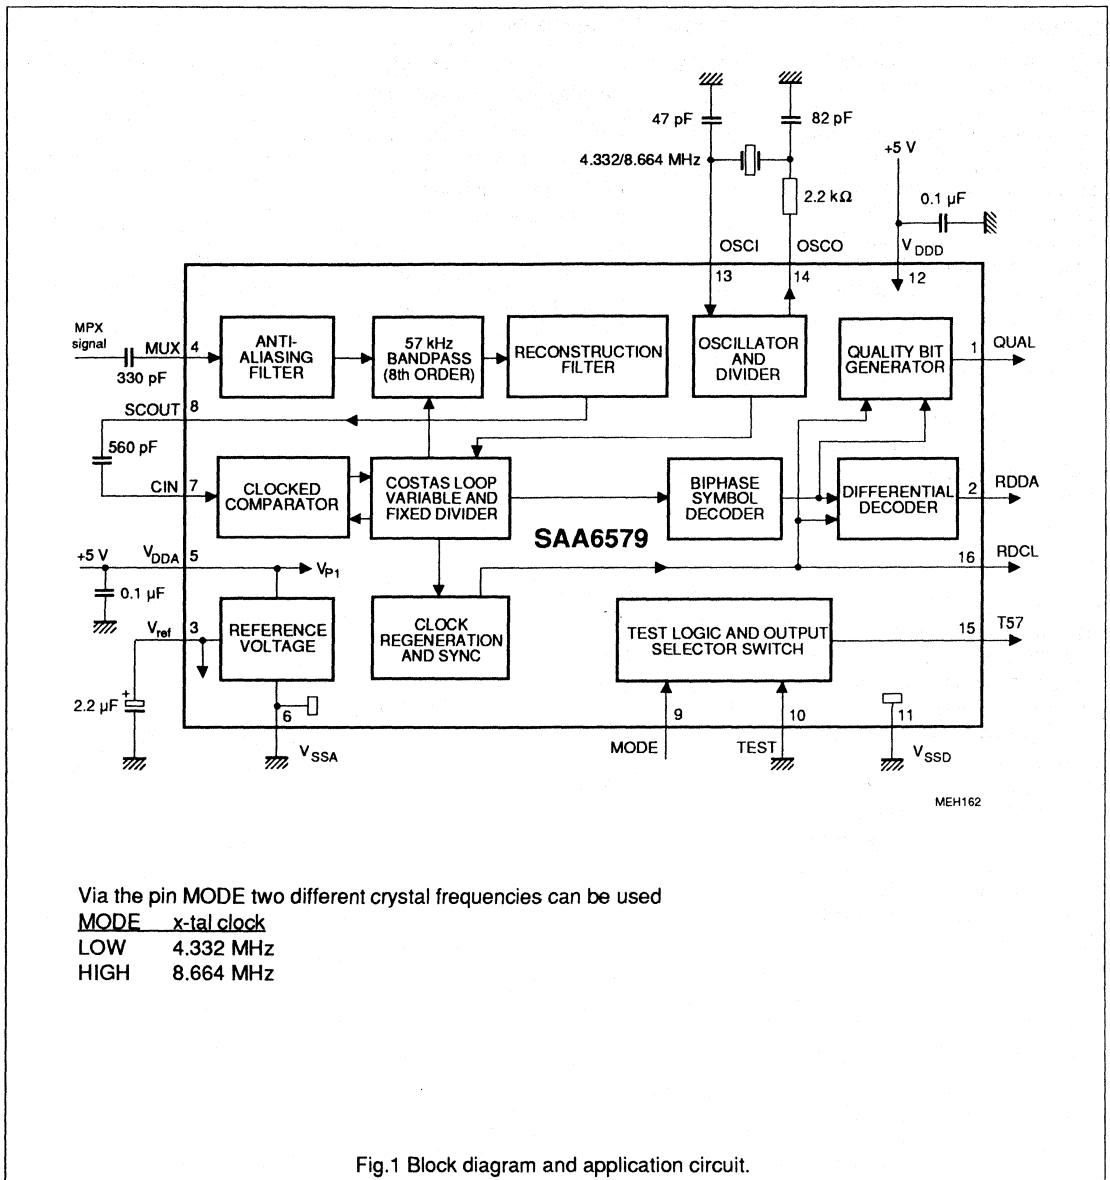 47 pF
82 pF
4.332/8.664 MHz
2.2 kΩ
+5 V
0.1 µF
OSCI
OSCO
V DDD
13
14
12
MPX
signal
MUX
4
330 pF
ANTI-
ALIASING
FILTER
57 kHz
BANDPASS
(8th ORDER)
RECONSTRUCTION
FILTER
OSCILLATOR
AND
DIVIDER
QUALITY BIT
GENERATOR
1
QUAL
SCOUT
8
560 pF
CIN
7
CLOCKED
COMPARATOR
COSTAS LOOP
VARIABLE AND
FIXED DIVIDER
BIPHASE
SYMBOL
DECODER
DIFFERENTIAL
DECODER
2
RDDA
SAA6579
+5 V
VDDA
5
VP1
16
RDCL
0.1 µF
Vref
3
REFERENCE
VOLTAGE
CLOCK
REGENERATION
AND SYNC
TEST LOGIC AND OUTPUT
SELECTOR SWITCH
15
T57
+
2.2 µF
6
9
10
11
VSSA
MODE
TEST
VSSD
MEH162
Via the pin MODE two different crystal frequencies can be used
MODE x-tal clock
LOW 4.332 MHz
HIGH 8.664 MHz
Fig.1 Block diagram and application circuit.